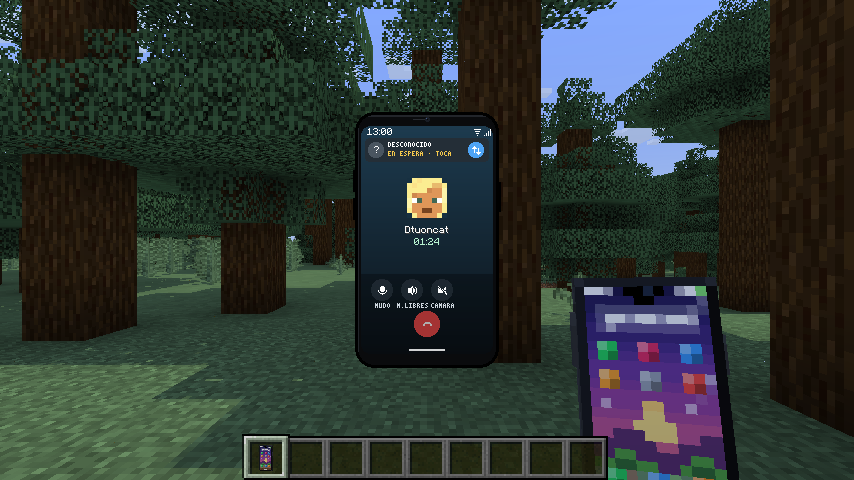 13:00
DESCONOCIDO
EN ESPERA · TOCA
?
Dtuoncat
01:24
MUDO M.LIBRES CAMARA